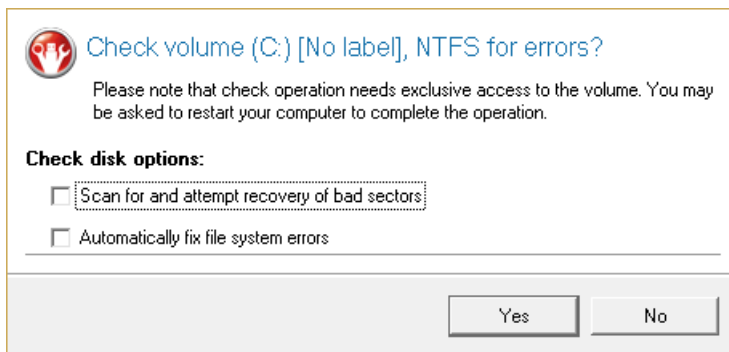 Check volume (C:) [No label], NTFS for errors?
Please note that check operation needs exclusive access to the volume. You may
be asked to restart your computer to complete the operation.
Check disk options:
Scan for and attempt recovery of bad sectors
Automatically fix file system errors
Yes No